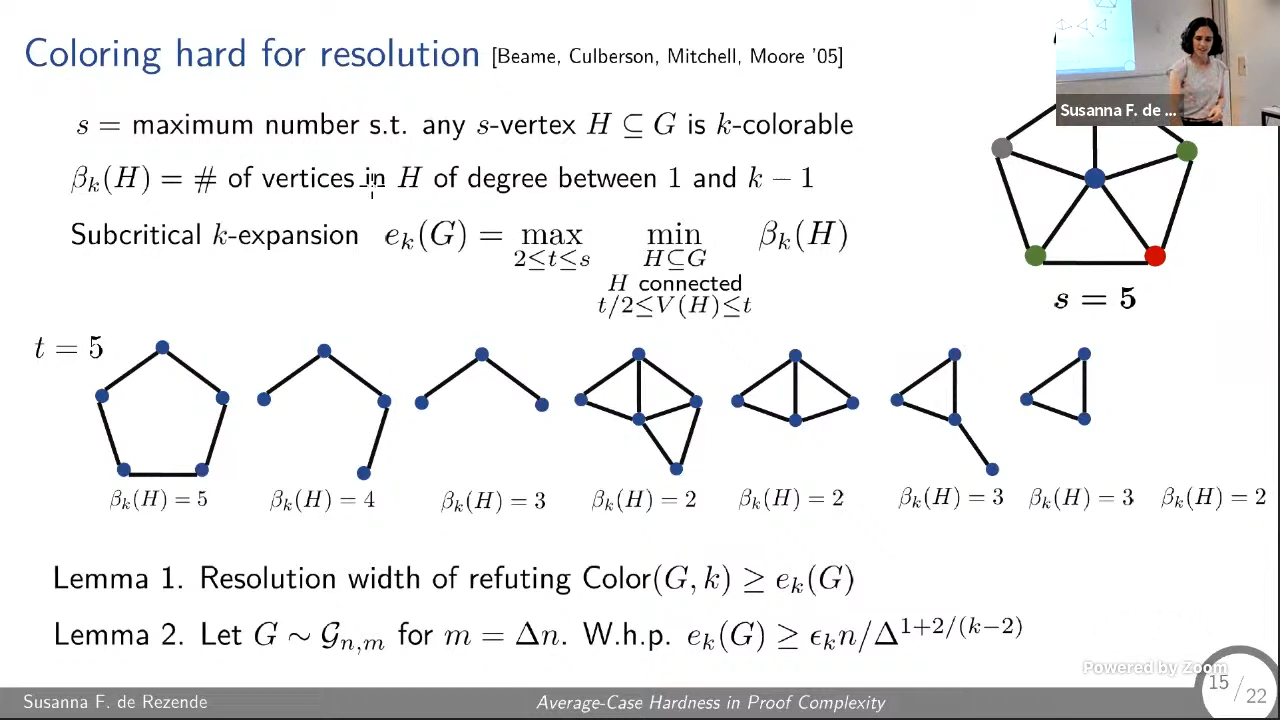 Coloring hard for resolution [Beame, Culberson, Mitchell, Moore '05]
Susanna F. de ...
s = maximum number s.t. any s-vertex H ⊆ G is k-colorable
β_k(H) = # of vertices in H of degree between 1 and k − 1
Subcritical k-expansion e_k(G) = max_{2≤t≤s} min_{H⊆G, H connected, t/2≤V(H)≤t} β_k(H)
s = 5
t = 5
β_k(H) = 5 β_k(H) = 4 β_k(H) = 3 β_k(H) = 2 β_k(H) = 2 β_k(H) = 3 β_k(H) = 3 β_k(H) = 2
Lemma 1. Resolution width of refuting Color(G, k) ≥ e_k(G)
Lemma 2. Let G ∼ 𝒢_{n,m} for m = Δn. W.h.p. e_k(G) ≥ ϵ_k n/Δ^{1+2/(k−2)}
Powered by Zoom
Susanna F. de Rezende Average-Case Hardness in Proof Complexity 15/22